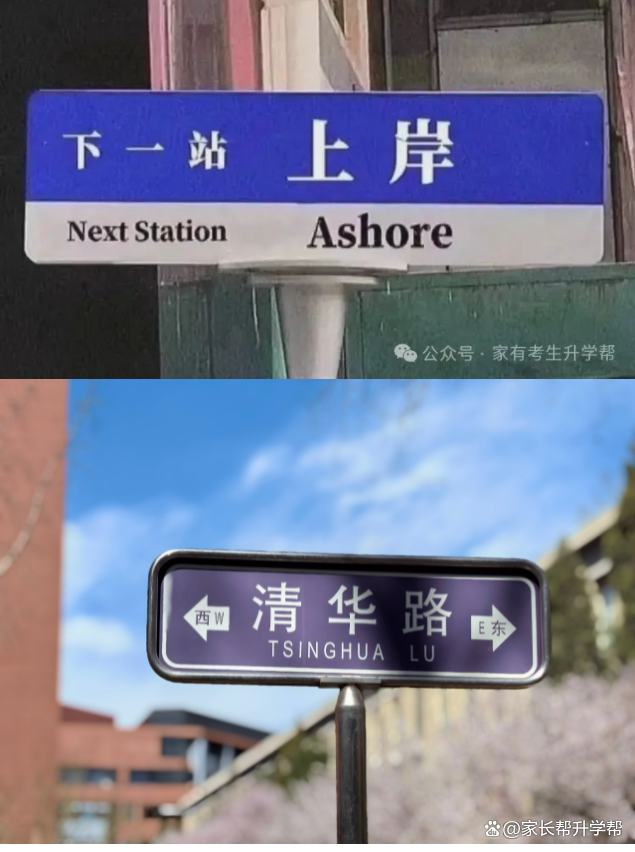 下一站 上岸
Next Station Ashore
公众号·家有考生升学帮
西W 清华路 E东
TSINGHUA LU
@家长帮升学帮